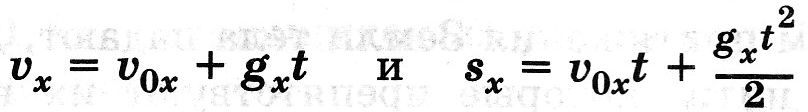 vₓ = v₀ₓ + gₓt и sₓ = v₀ₓt + gₓt²/2